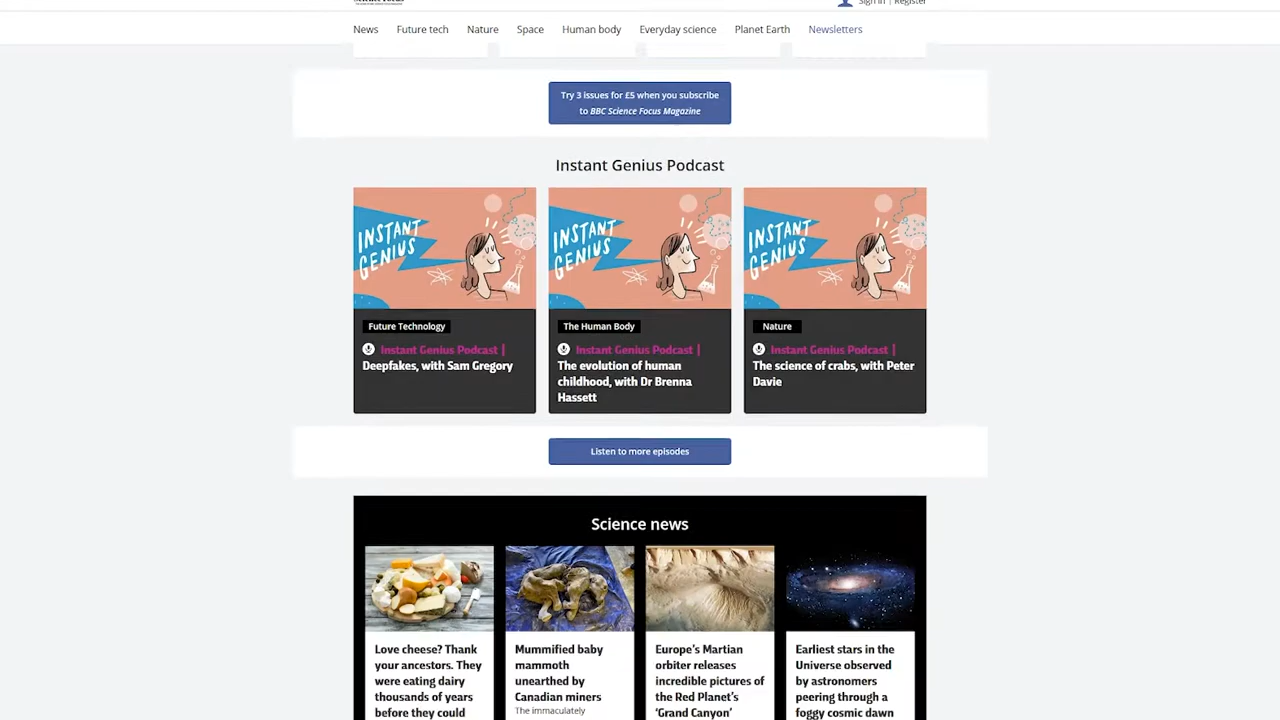 Sign in | Register
News Future tech Nature Space Human body Everyday science Planet Earth Newsletters
Try 3 issues for £5 when you subscribe
to BBC Science Focus Magazine
Instant Genius Podcast
INSTANT
GENIUS
INSTANT
GENIUS
INSTANT
GENIUS
Future Technology
Instant Genius Podcast |
Deepfakes, with Sam Gregory
The Human Body
Instant Genius Podcast |
The evolution of human
childhood, with Dr Brenna
Hassett
Nature
Instant Genius Podcast |
The science of crabs, with Peter
Davie
Listen to more episodes
Science news
Love cheese? Thank
your ancestors. They
were eating dairy
thousands of years
before they could
Mummified baby
mammoth
unearthed by
Canadian miners
The immaculately
Europe's Martian
orbiter releases
incredible pictures of
the Red Planet's
'Grand Canyon'
Earliest stars in the
Universe observed
by astronomers
peering through a
foggy cosmic dawn